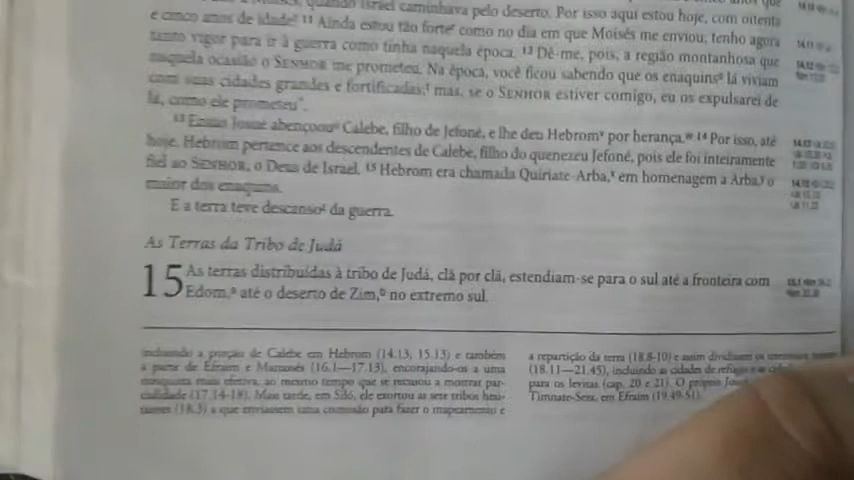 a Moisés, quando Israel caminhava pelo deserto. Por isso aqui estou hoje, com oitenta
e cinco anos de idade! 11 Ainda estou tão forte como no dia em que Moisés me enviou; tenho agora
tanto vigor para ir à guerra como tinha naquela época. 12 Dê-me, pois, a região montanhosa que
naquela ocasião o SENHOR me prometeu. Na época, você ficou sabendo que os enaquins lá viviam
com suas cidades grandes e fortificadas; mas, se o SENHOR estiver comigo, eu os expulsarei de
lá, como ele prometeu".
13 Então Josué abençoou Calebe, filho de Jefoné, e lhe deu Hebrom por herança. 14 Por isso, até
hoje, Hebrom pertence aos descendentes de Calebe, filho do quenezeu Jefoné, pois ele foi inteiramente
fiel ao SENHOR, o Deus de Israel. 15 Hebrom era chamada Quiriate-Arba, em homenagem a Arba, o
maior dos enaquins.
E a terra teve descanso da guerra.
As Terras da Tribo de Judá
15 As terras distribuídas à tribo de Judá, clã por clã, estendiam-se para o sul até a fronteira com
Edom, até o deserto de Zim, no extremo sul.
incluindo a porção de Calebe em Hebrom (14.13; 15.13) e também
a parte de Efraim e Manassés (16.1—17.13), encorajando-os a uma
conquista mais efetiva, ao mesmo tempo que se recusou a mostrar par-
cialidade (17.14-18). Mais tarde, em Siló, ele exortou as sete tribos hesi-
tantes (18.3) a que enviassem uma comissão para fazer o mapeamento e
a repartição da terra (18.8-10) e assim dividissem os
(18.11—21.45), incluindo as cidades de refúgio e as
para os levitas (cap. 20 e 21). O próprio
Timnate-Sera, em Efraim (19.49-51).